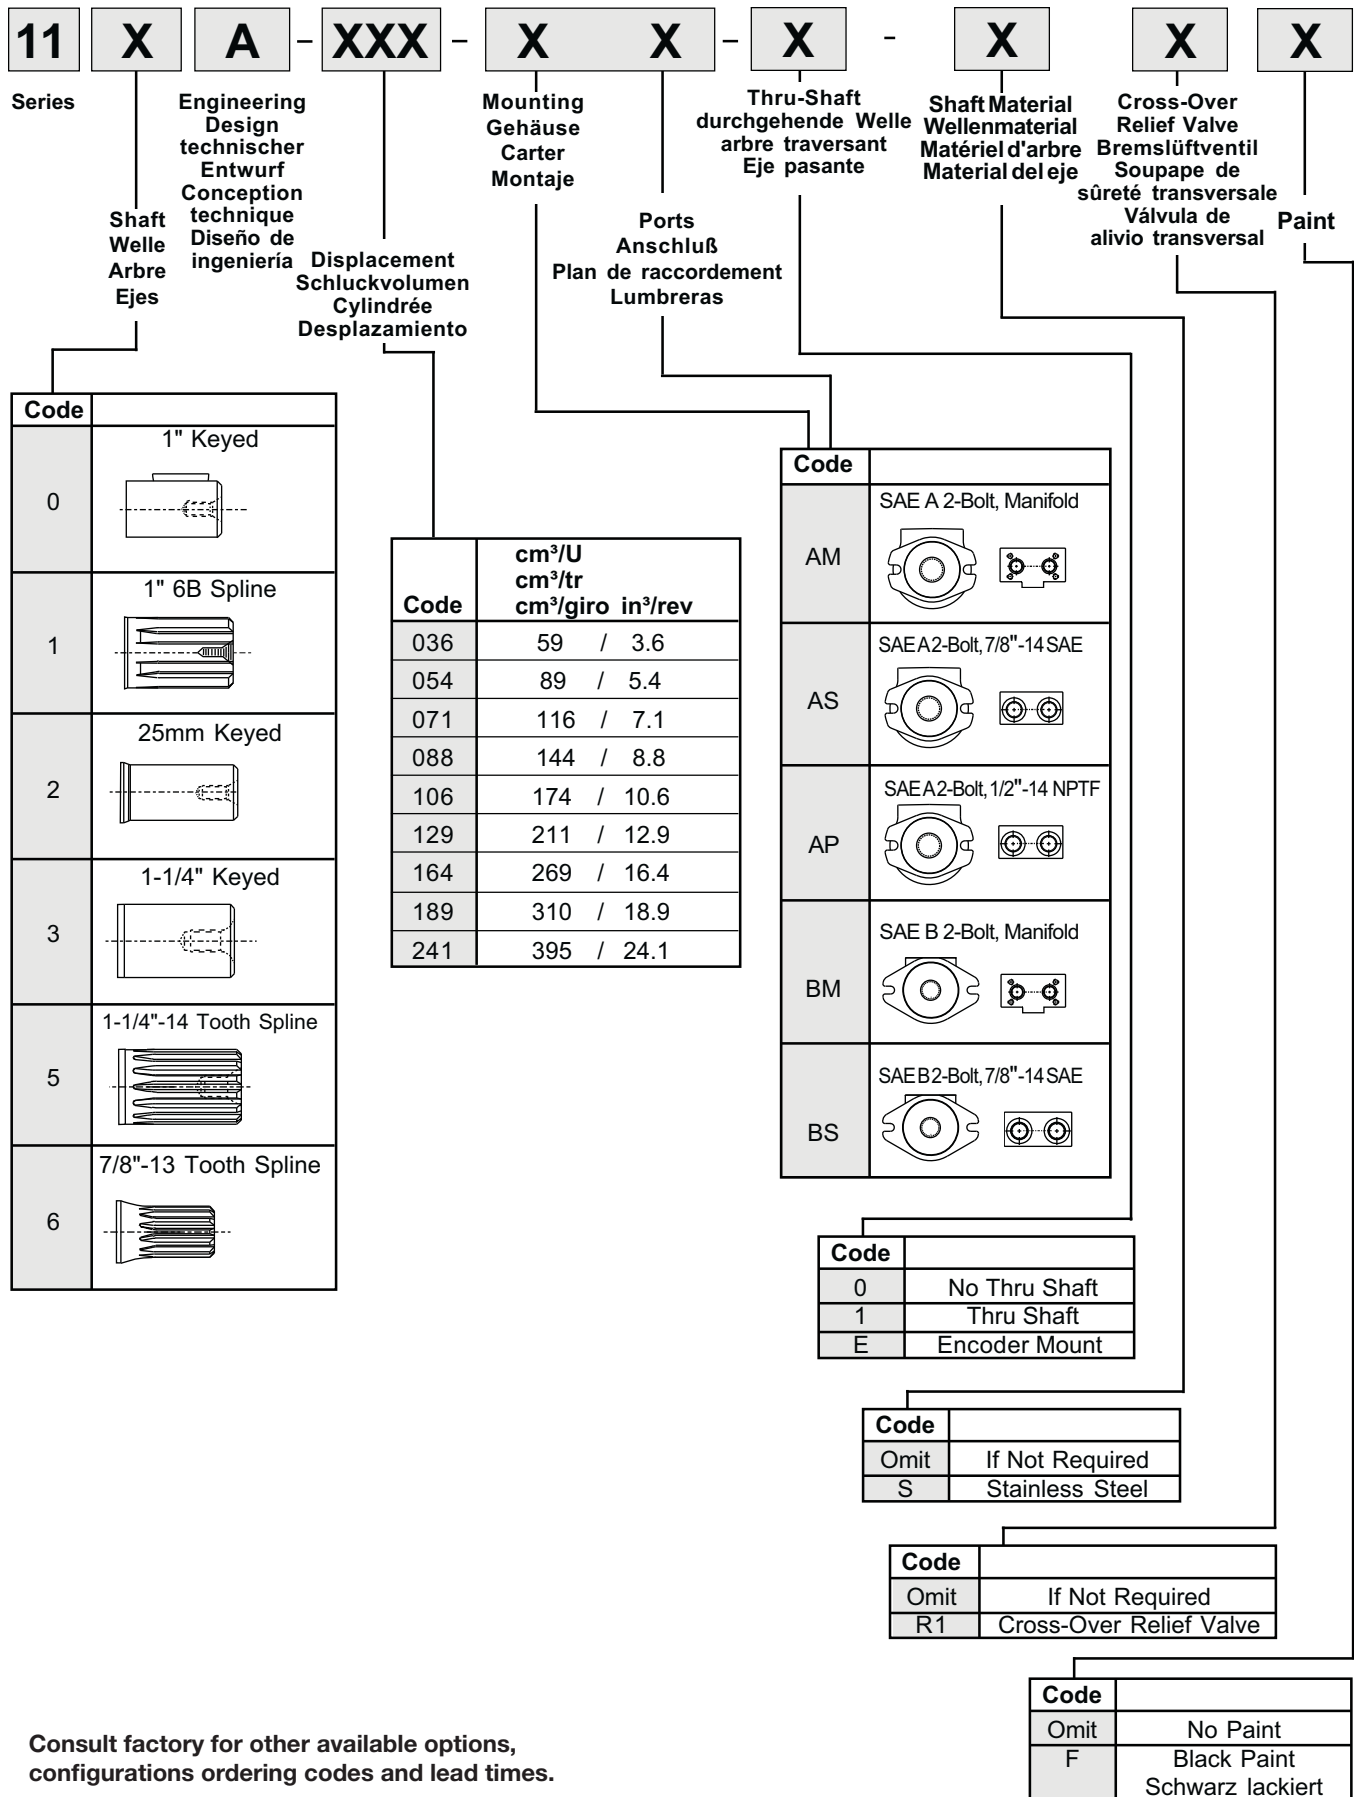 11 X A – XXX – X X – X - X X X
Series
Shaft
Welle
Arbre
Ejes
Engineering
Design
technischer
Entwurf
Conception
technique
Diseño de
ingeniería
Displacement
Schluckvolumen
Cylindrée
Desplazamiento
Mounting
Gehäuse
Carter
Montaje
Ports
Anschluß
Plan de raccordement
Lumbreras
Thru-Shaft
durchgehende Welle
arbre traversant
Eje pasante
Shaft Material
Wellenmaterial
Matériel d'arbre
Material del eje
Cross-Over
Relief Valve
Bremslüftventil
Soupape de
sûreté transversale
Válvula de
alivio transversal
Paint
Code
0 1" Keyed
1 1" 6B Spline
2 25mm Keyed
3 1-1/4" Keyed
5 1-1/4"-14 Tooth Spline
6 7/8"-13 Tooth Spline
cm³/U
cm³/tr
Code cm³/giro in³/rev
036 59 / 3.6
054 89 / 5.4
071 116 / 7.1
088 144 / 8.8
106 174 / 10.6
129 211 / 12.9
164 269 / 16.4
189 310 / 18.9
241 395 / 24.1
Code
AM SAE A 2-Bolt, Manifold
AS SAE A 2-Bolt, 7/8"-14 SAE
AP SAE A 2-Bolt, 1/2"-14 NPTF
BM SAE B 2-Bolt, Manifold
BS SAE B 2-Bolt, 7/8"-14 SAE
Code
0 No Thru Shaft
1 Thru Shaft
E Encoder Mount
Code
Omit If Not Required
S Stainless Steel
Code
Omit If Not Required
R1 Cross-Over Relief Valve
Code
Omit No Paint
F Black Paint
Schwarz lackiert
Consult factory for other available options,
configurations ordering codes and lead times.